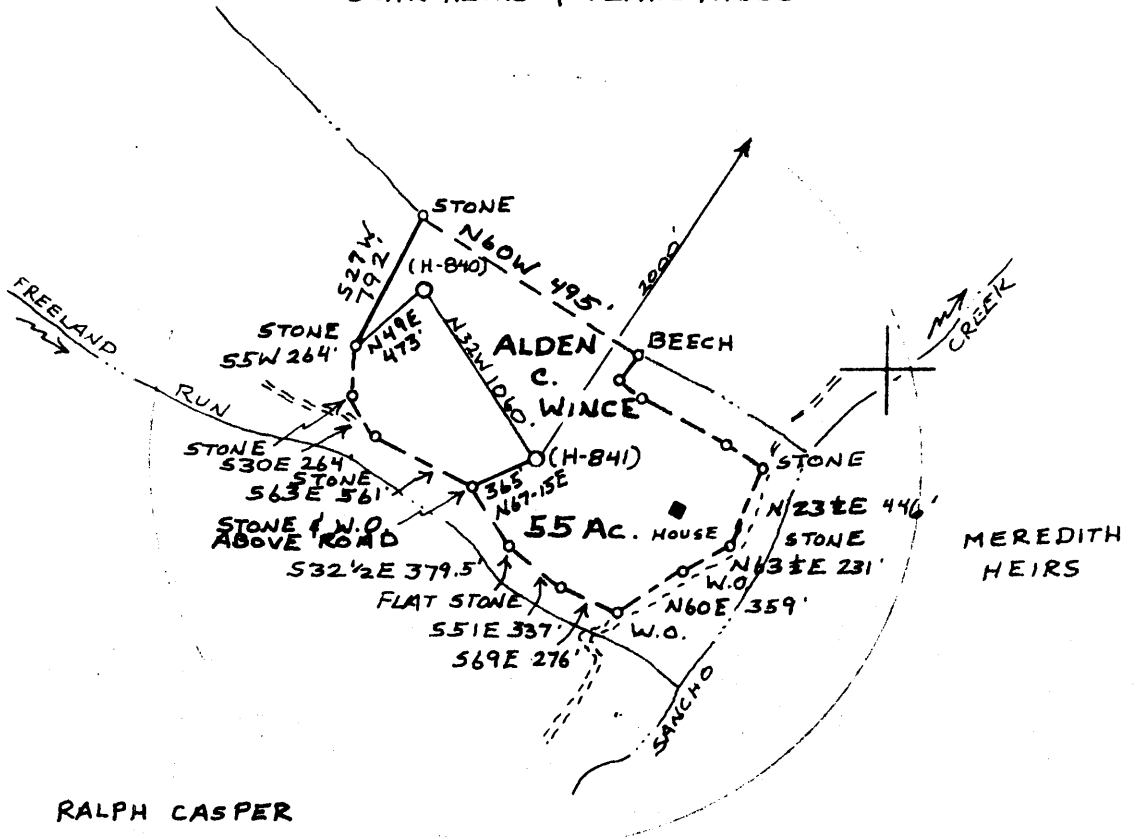 STONE
N60W 495'
S27W
792'
(H-840)
2000'
FREELAND
RUN
CREEK
STONE
S5W 264'
N49E
473'
N32W 1060.
ALDEN
C.
WINCE
BEECH
STONE
S30E 264'
STONE
S63E 561'
STONE & W.O.
ABOVE ROAD
(H-841)
365'
N67-15E
STONE
55 AC.
HOUSE
N23½E 446'
STONE
N63½E 231'
W.O.
N60E 359'
W.O.
MEREDITH
HEIRS
S32½E 379.5'
FLAT STONE
S51E 337'
S69E 276'
SANCHO
RALPH CASPER